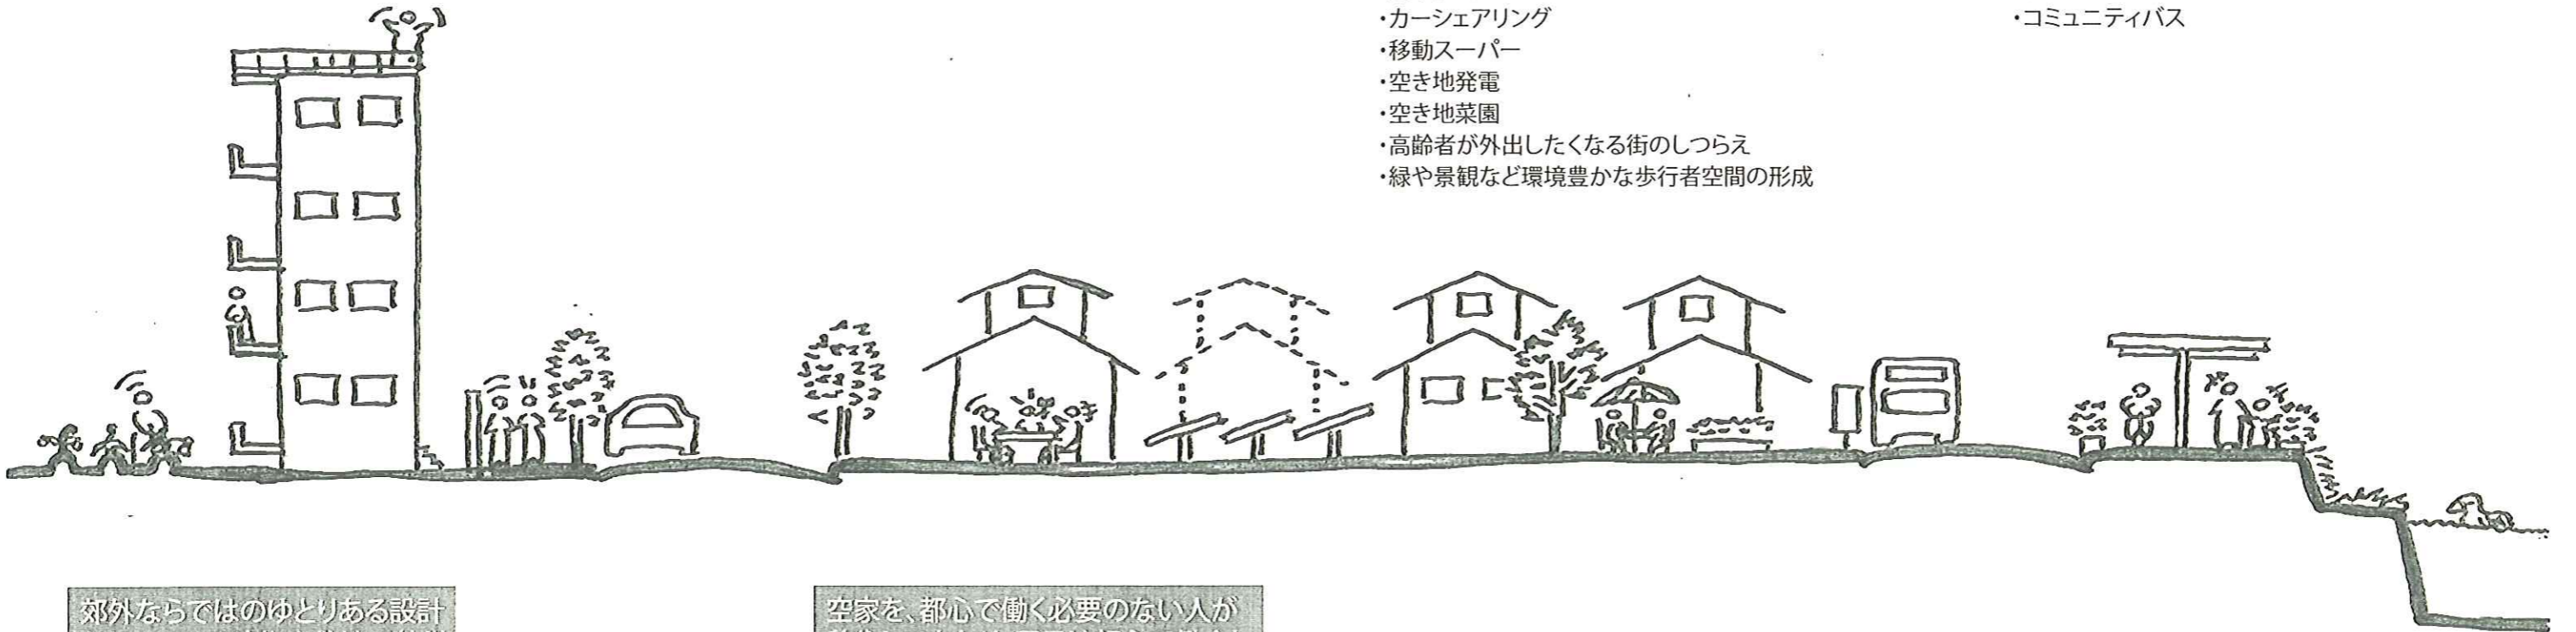 ・カーシェアリング
・移動スーパー
・空き地発電
・空き地菜園
・高齢者が外出したくなる街のしつらえ
・緑や景観など環境豊かな歩行者空間の形成
・コミュニティバス
郊外ならではのゆとりある設計
空家を、都心で働く必要のない人が